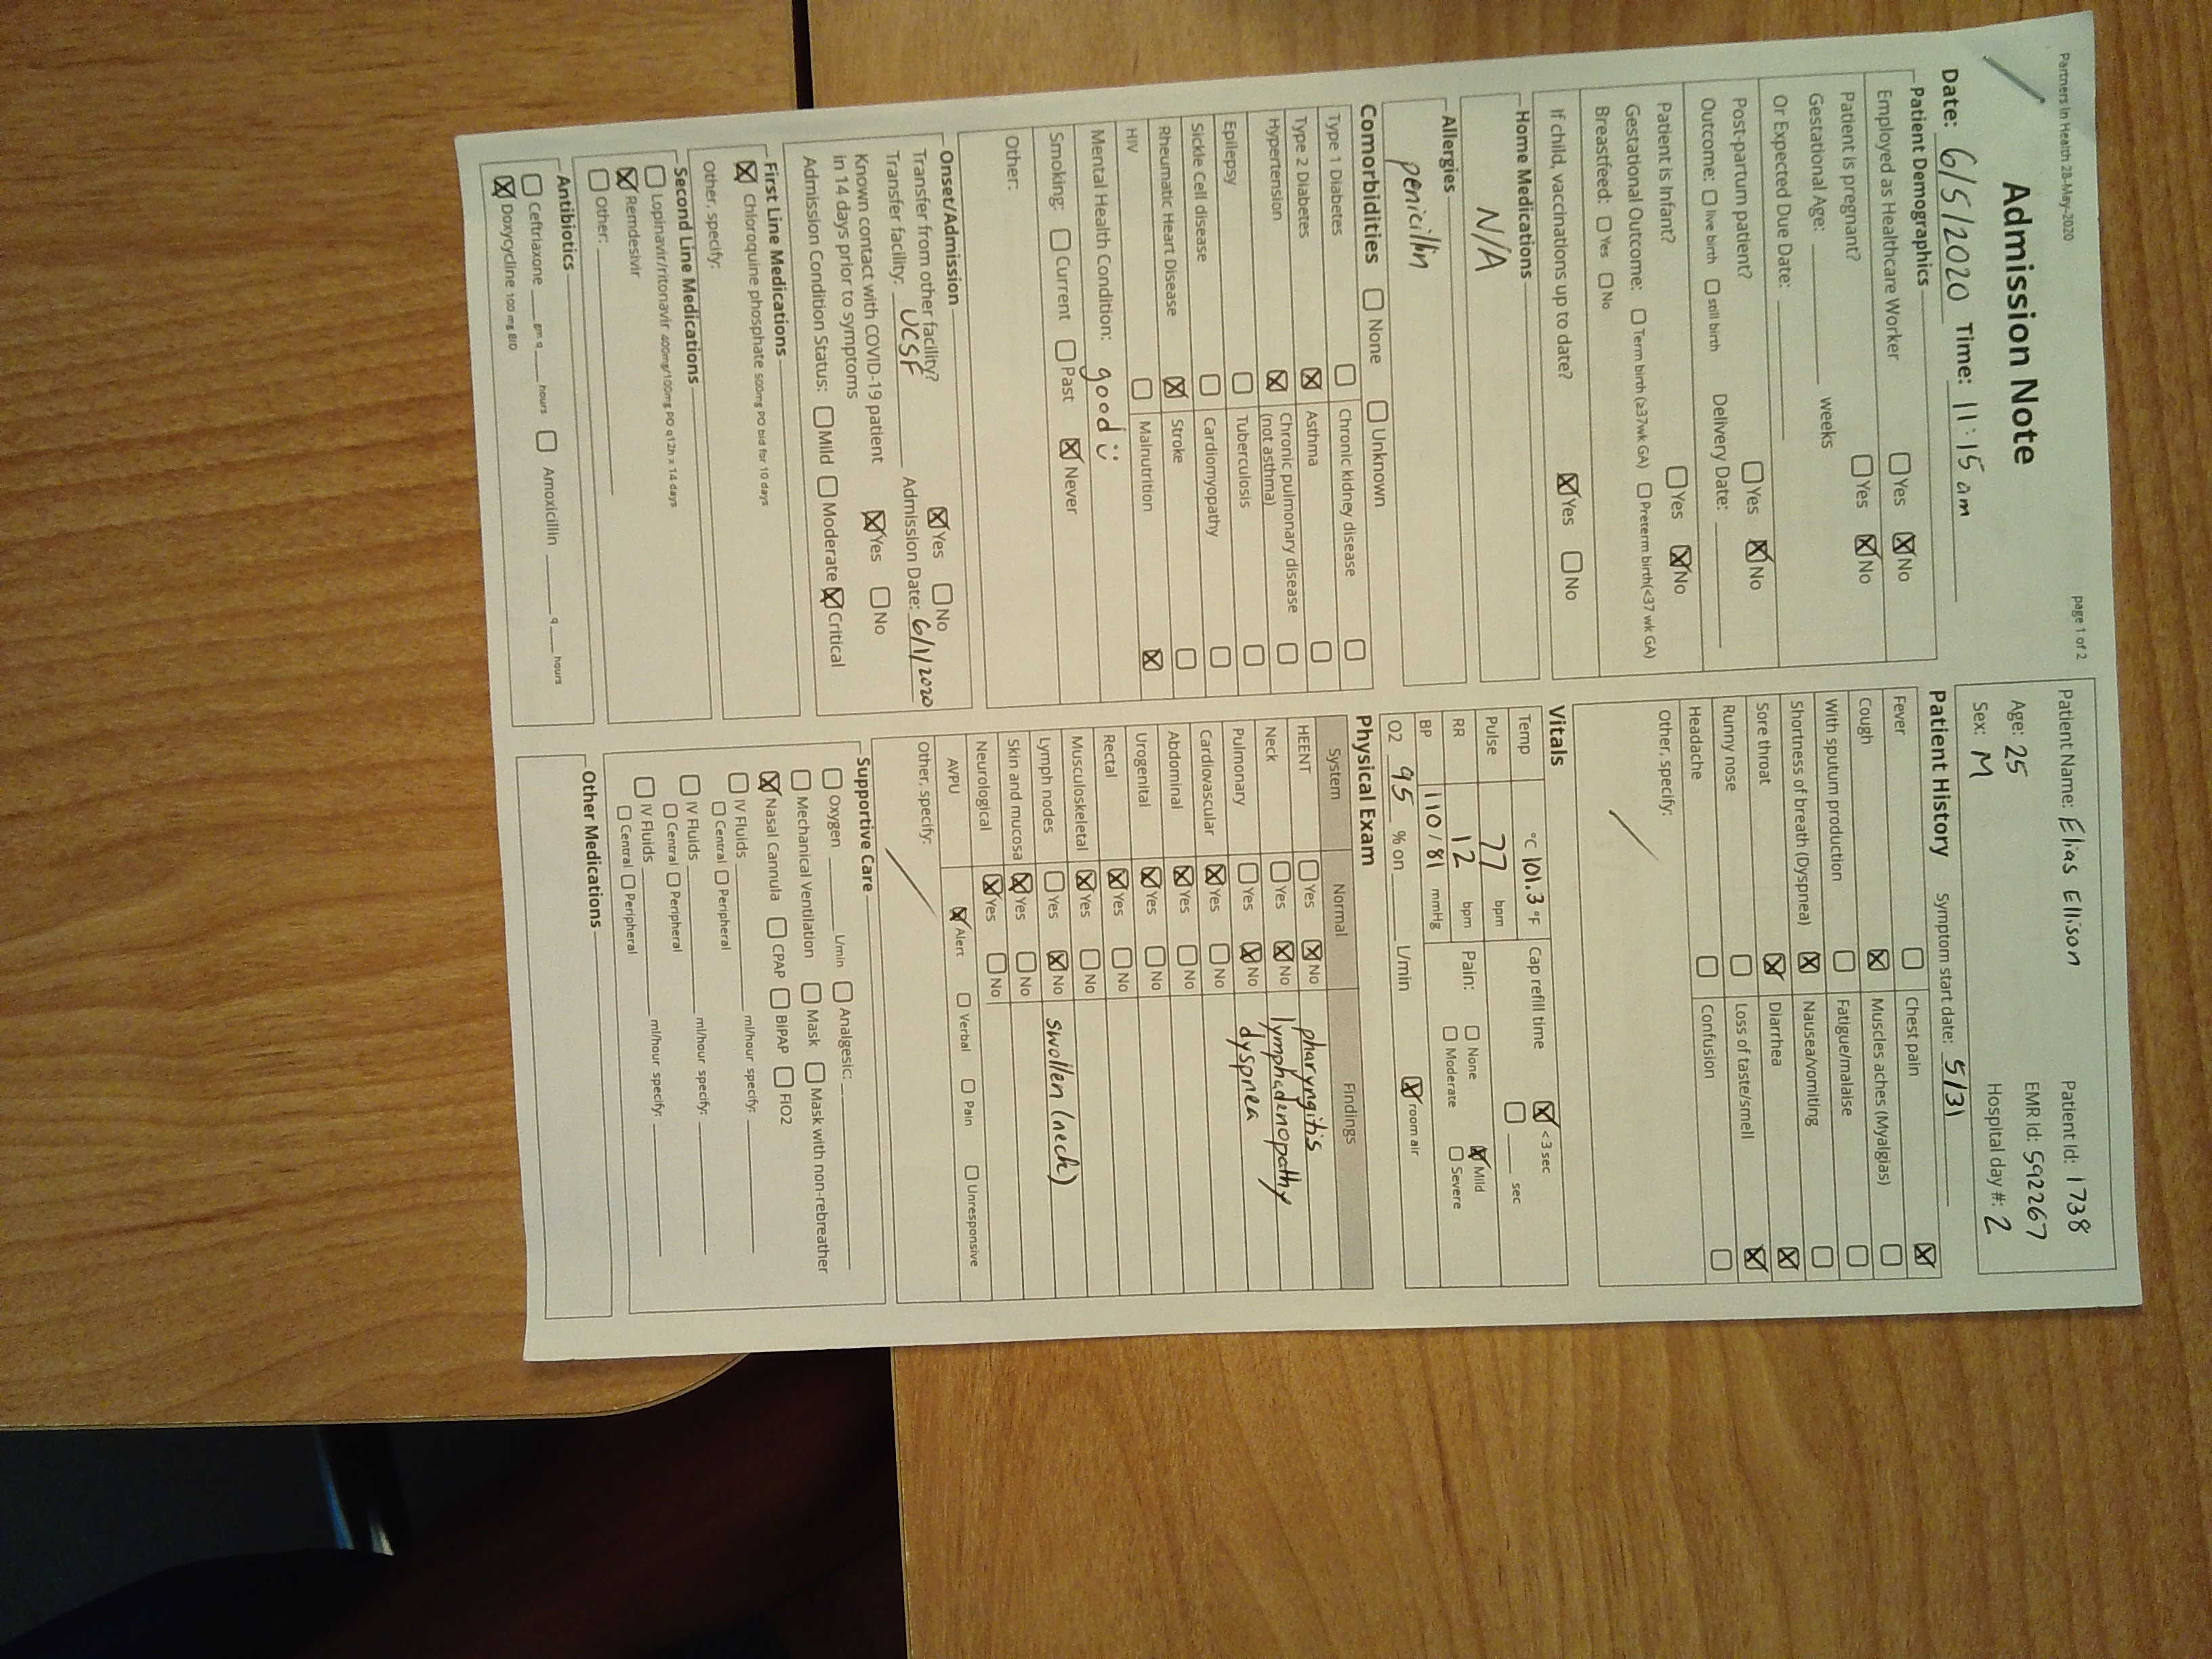 Partners In Health 28-May-2020
page 1 of 2
Admission Note
Date: 6/5/2020 Time: 11:15 am
Patient Demographics
Employed as Healthcare Worker ☐ Yes ☒ No
Patient is pregnant? ☐ Yes ☒ No
Gestational Age: ____ weeks
Or Expected Due Date: ____
Post-partum patient? ☐ Yes ☒ No
Delivery Date: ____
Outcome: ☐ live birth ☐ still birth
Patient is Infant? ☐ Yes ☒ No
Gestational Outcome: ☐ Term birth (≥37wk GA) ☐ Preterm birth(<37 wk GA)
Breastfeed: ☐ Yes ☐ No
If child, vaccinations up to date? ☒ Yes ☐ No
Home Medications
N/A
Allergies
penicillin
Comorbidities ☐ None ☐ Unknown
Type 1 Diabetes ☐ Chronic kidney disease ☐
Type 2 Diabetes ☒ Asthma ☐
Hypertension ☒ Chronic pulmonary disease (not asthma) ☐
Epilepsy ☐ Tuberculosis ☐
Sickle Cell disease ☐ Cardiomyopathy ☐
Rheumatic Heart Disease ☒ Stroke ☐
HIV ☐ Malnutrition ☒
Mental Health Condition: good :)
Smoking: ☐ Current ☐ Past ☒ Never
Other:
Onset/Admission
Transfer from other facility? ☒ Yes ☐ No
Transfer facility: UCSF Admission Date: 6/1/2020
Known contact with COVID-19 patient
in 14 days prior to symptoms ☒ Yes ☐ No
Admission Condition Status: ☐ Mild ☐ Moderate ☒ Critical
First Line Medications
☒ Chloroquine phosphate 500mg PO bid for 10 days
Other, specify:
Second Line Medications
☐ Lopinavir/ritonavir 400mg/100mg PO q12h x 14 days
☒ Remdesivir
☐ Other: ____
Antibiotics
☐ Ceftriaxone ____ gm q ____ hours ☐ Amoxicillin ____ q ____ hours
☒ Doxycycline 100 mg BID
Patient Name: Elias Ellison Patient Id: 1738
Age: 25 EMR Id: 592267
Sex: M Hospital day #: 2
Patient History Symptom start date: 5/31
Fever ☐ Chest pain ☒
Cough ☒ Muscles aches (Myalgias) ☐
With sputum production ☐ Fatigue/malaise ☐
Shortness of breath (Dyspnea) ☒ Nausea/vomiting ☐
Sore throat ☒ Diarrhea ☒
Runny nose ☐ Loss of taste/smell ☒
Headache ☐ Confusion ☐
Other, specify:
Vitals
Temp °C 101.3 °F Cap refill time ☒ <3 sec ☐ ____ sec
Pulse 77 bpm
RR 12 bpm
Pain: ☐ None ☒ Mild
☐ Moderate ☐ Severe
BP 110/81 mmHg
O2 95 % on ____ L/min ☒ room air
Physical Exam
System Normal Findings
HEENT ☐ Yes ☒ No pharyngitis
Neck ☐ Yes ☒ No lymphadenopathy
Pulmonary ☐ Yes ☒ No dyspnea
Cardiovascular ☒ Yes ☐ No
Abdominal ☒ Yes ☐ No
Urogenital ☒ Yes ☐ No
Rectal ☒ Yes ☐ No
Musculoskeletal ☒ Yes ☐ No
Lymph nodes ☐ Yes ☒ No swollen (neck)
Skin and mucosa ☒ Yes ☐ No
Neurological ☒ Yes ☐ No
AVPU ☒ Alert ☐ Verbal ☐ Pain ☐ Unresponsive
Other, specify:
Supportive Care
☐ Oxygen ____ L/min ☐ Analgesic: ____
☐ Mechanical Ventilation ☐ Mask ☐ Mask with non-rebreather
☒ Nasal Cannula ☐ CPAP ☐ BiPAP ☐ FiO2
☐ IV Fluids ____ ml/hour specify: ____
☐ Central ☐ Peripheral
☐ IV Fluids ____ ml/hour specify: ____
☐ Central ☐ Peripheral
☐ IV Fluids ____ ml/hour specify: ____
☐ Central ☐ Peripheral
Other Medications